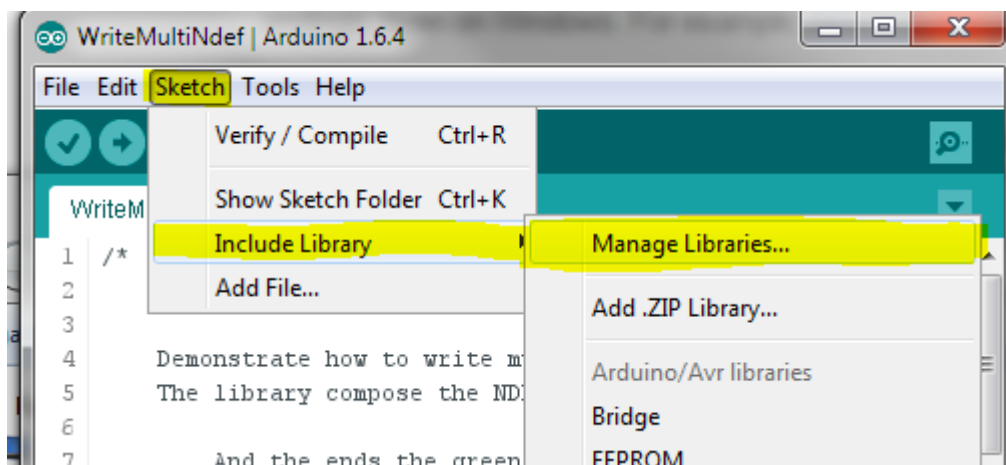 WriteMultiNdef | Arduino 1.6.4
File Edit Sketch Tools Help
Verify / Compile Ctrl+R
Show Sketch Folder Ctrl+K
WriteM
Include Library
Manage Libraries...
1 /*
2
Add File...
Add .ZIP Library...
3
4 Demonstrate how to write m
Arduino/Avr libraries
5 The library compose the ND
Bridge
6
7 And the ends the green
EEPROM